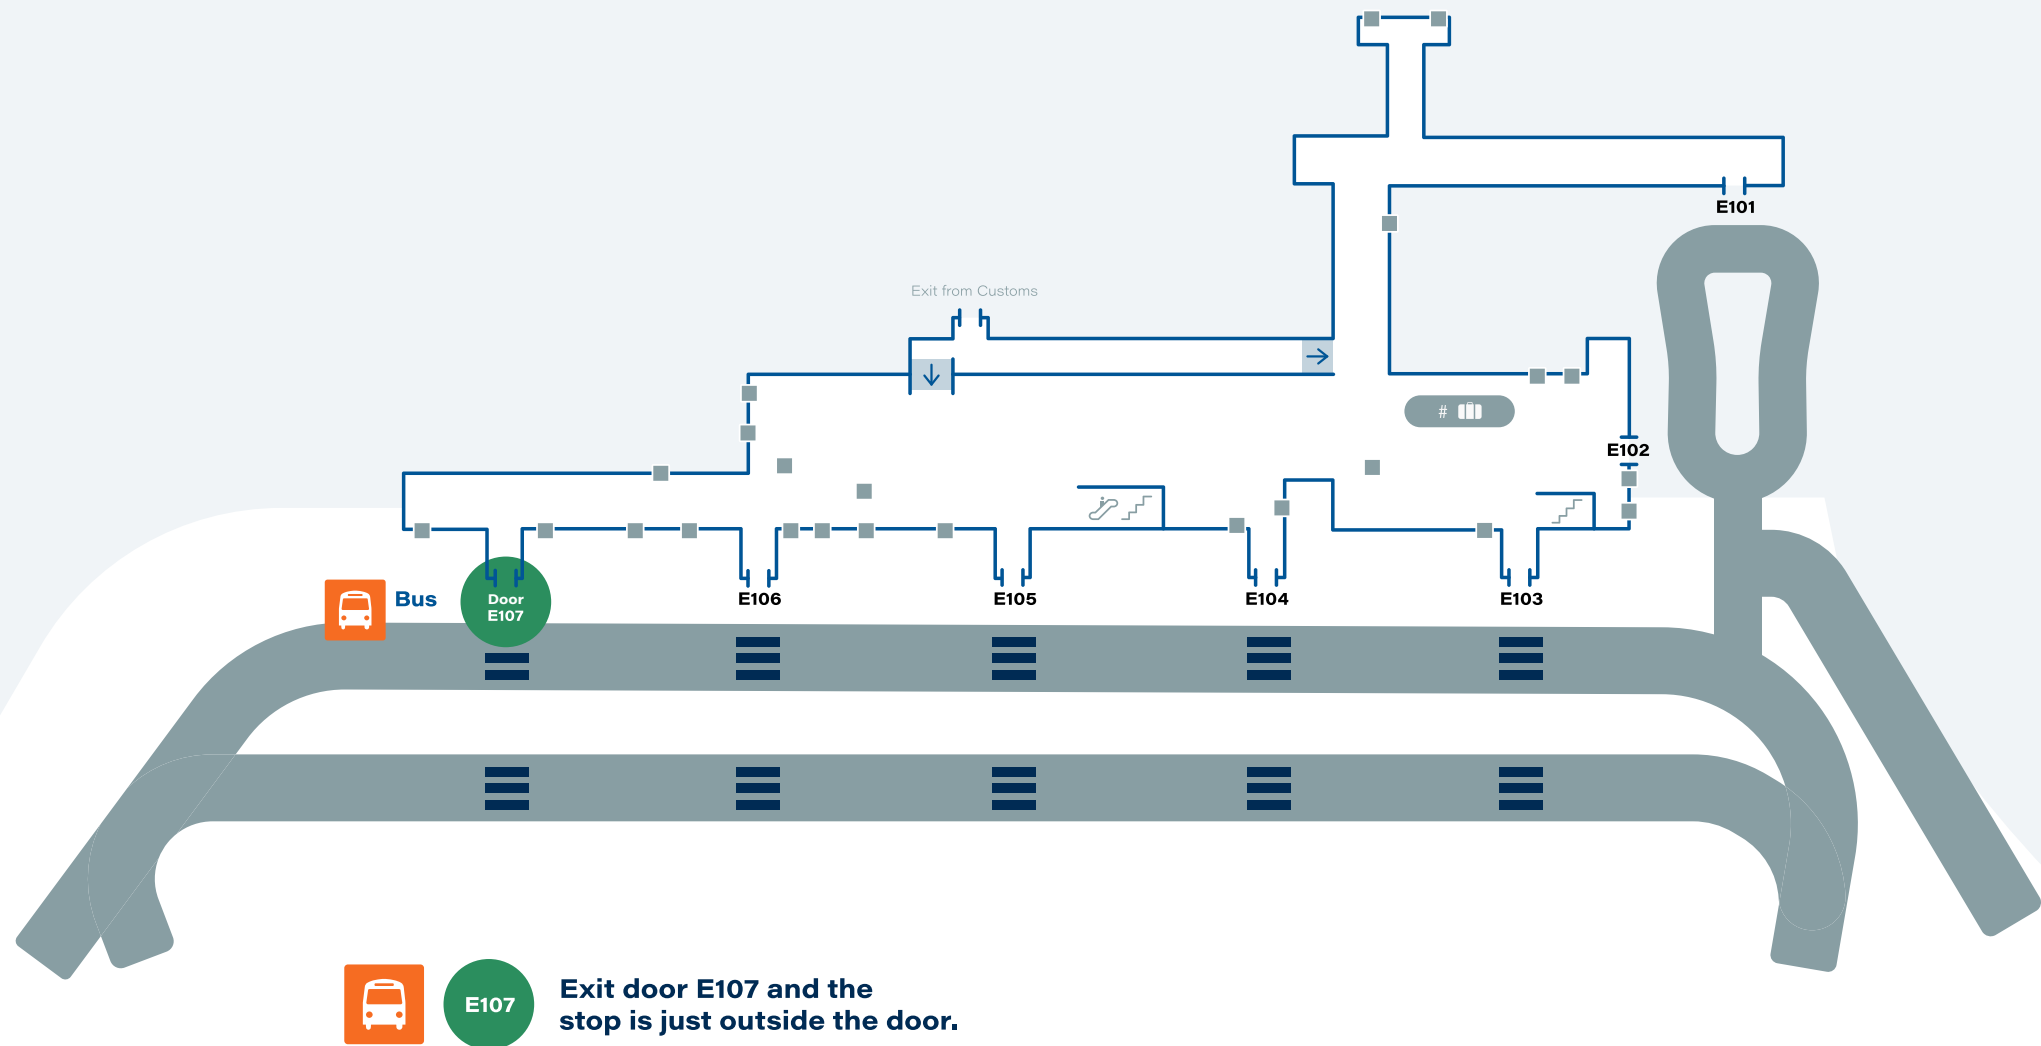 E101
Exit from Customs
#
E102
Bus
Door
E107
E106
E105
E104
E103
E107
Exit door E107 and the
stop is just outside the door.